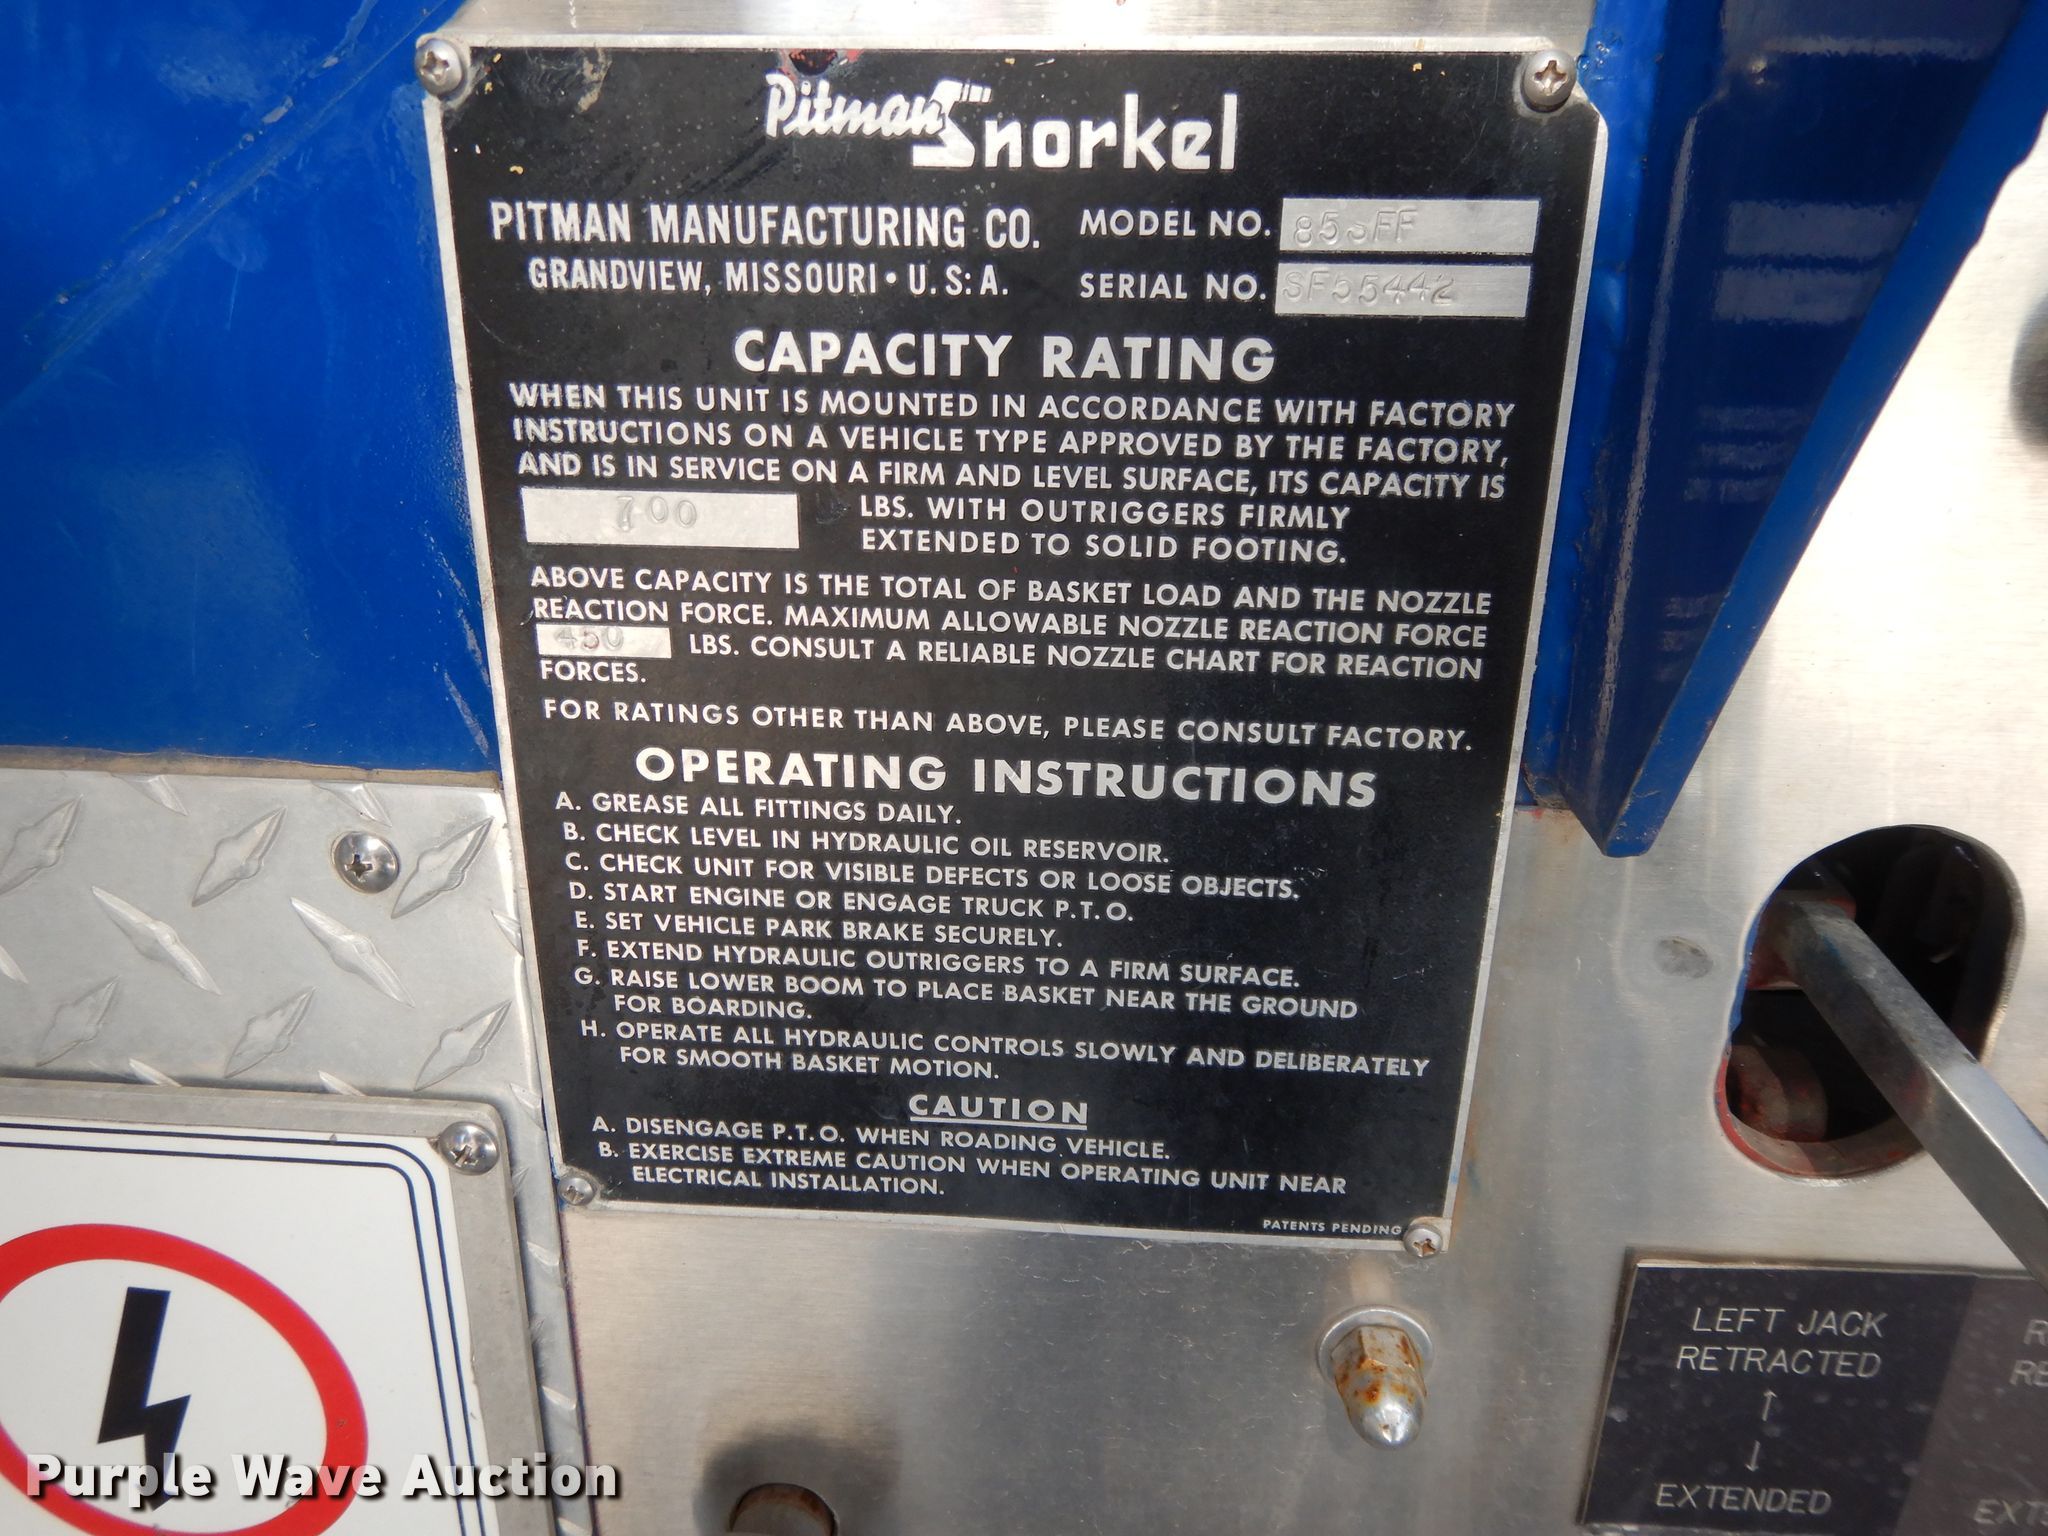 Pitman Snorkel
PITMAN MANUFACTURING CO.
GRANDVIEW, MISSOURI • U.S.A.
MODEL NO. 85SFF
SERIAL NO. SF55442
CAPACITY RATING
WHEN THIS UNIT IS MOUNTED IN ACCORDANCE WITH FACTORY
INSTRUCTIONS ON A VEHICLE TYPE APPROVED BY THE FACTORY,
AND IS IN SERVICE ON A FIRM AND LEVEL SURFACE, ITS CAPACITY IS
700 LBS. WITH OUTRIGGERS FIRMLY
EXTENDED TO SOLID FOOTING.
ABOVE CAPACITY IS THE TOTAL OF BASKET LOAD AND THE NOZZLE
REACTION FORCE. MAXIMUM ALLOWABLE NOZZLE REACTION FORCE
450 LBS. CONSULT A RELIABLE NOZZLE CHART FOR REACTION
FORCES.
FOR RATINGS OTHER THAN ABOVE, PLEASE CONSULT FACTORY.
OPERATING INSTRUCTIONS
A. GREASE ALL FITTINGS DAILY.
B. CHECK LEVEL IN HYDRAULIC OIL RESERVOIR.
C. CHECK UNIT FOR VISIBLE DEFECTS OR LOOSE OBJECTS.
D. START ENGINE OR ENGAGE TRUCK P.T.O.
E. SET VEHICLE PARK BRAKE SECURELY.
F. EXTEND HYDRAULIC OUTRIGGERS TO A FIRM SURFACE.
G. RAISE LOWER BOOM TO PLACE BASKET NEAR THE GROUND
FOR BOARDING.
H. OPERATE ALL HYDRAULIC CONTROLS SLOWLY AND DELIBERATELY
FOR SMOOTH BASKET MOTION.
CAUTION
A. DISENGAGE P.T.O. WHEN ROADING VEHICLE.
B. EXERCISE EXTREME CAUTION WHEN OPERATING UNIT NEAR
ELECTRICAL INSTALLATION.
PATENTS PENDING
LEFT JACK
RETRACTED
↑
↓
EXTENDED
Purple Wave Auction